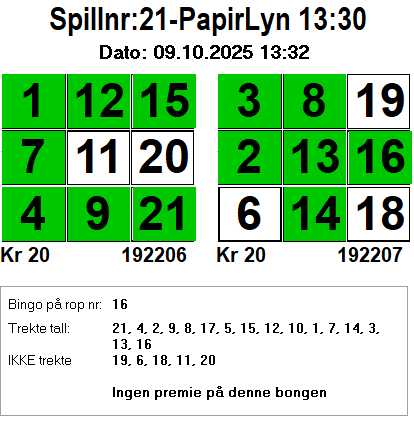 Spillnr:21-PapirLyn 13:30
Dato: 09.10.2025 13:32
1 12 15 3 8 19
7 11 20 2 13 16
4 9 21 6 14 18
Kr 20 192206 Kr 20 192207
Bingo på rop nr: 16
Trekte tall: 21, 4, 2, 9, 8, 17, 5, 15, 12, 10, 1, 7, 14, 3,
13, 16
IKKE trekte 19, 6, 18, 11, 20
Ingen premie på denne bongen